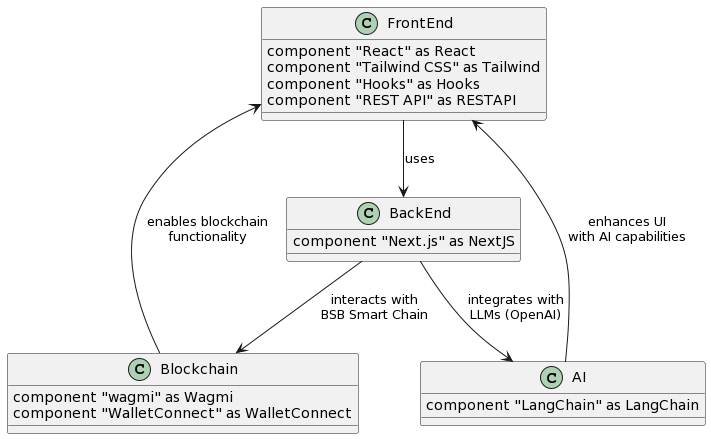 C FrontEnd
component "React" as React
component "Tailwind CSS" as Tailwind
component "Hooks" as Hooks
component "REST API" as RESTAPI
uses
C BackEnd
component "Next.js" as NextJS
enables blockchain
functionality
enhances UI
with AI capabilities
interacts with
BSB Smart Chain
integrates with
LLMs (OpenAI)
C Blockchain
component "wagmi" as Wagmi
component "WalletConnect" as WalletConnect
C AI
component "LangChain" as LangChain